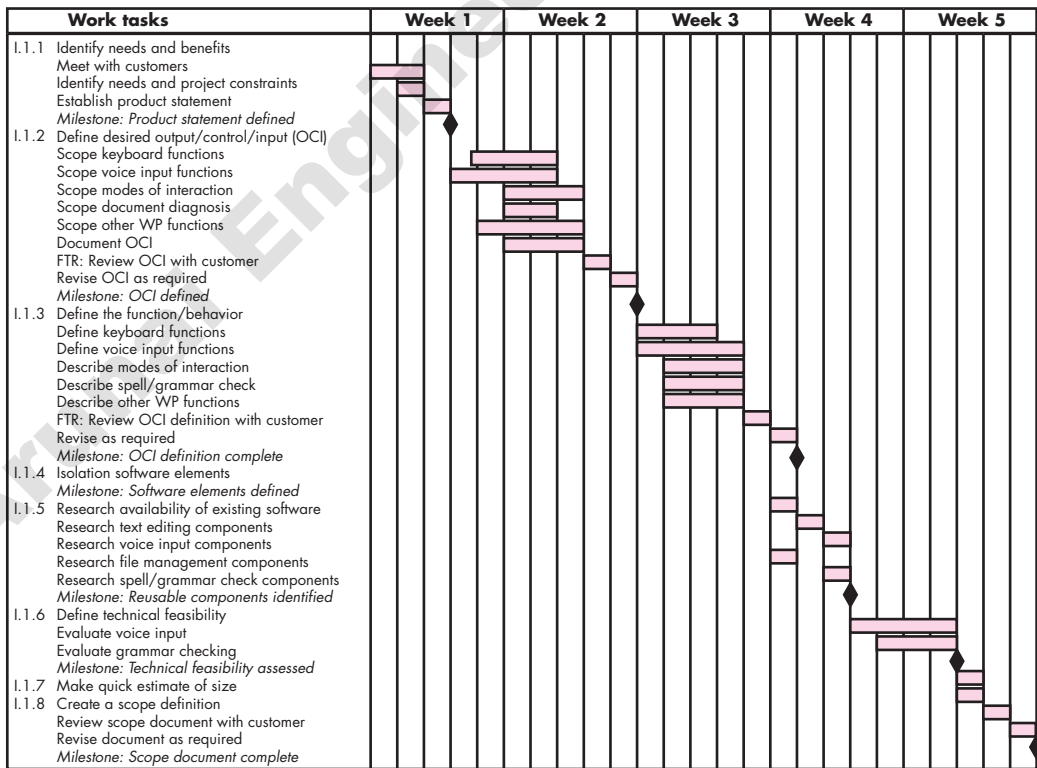 Work tasks Week 1 Week 2 Week 3 Week 4 Week 5
I.1.1 Identify needs and benefits
Meet with customers
Identify needs and project constraints
Establish product statement
Milestone: Product statement defined
I.1.2 Define desired output/control/input (OCI)
Scope keyboard functions
Scope voice input functions
Scope modes of interaction
Scope document diagnosis
Scope other WP functions
Document OCI
FTR: Review OCI with customer
Revise OCI as required
Milestone: OCI defined
I.1.3 Define the function/behavior
Define keyboard functions
Define voice input functions
Describe modes of interaction
Describe spell/grammar check
Describe other WP functions
FTR: Review OCI definition with customer
Revise as required
Milestone: OCI definition complete
I.1.4 Isolation software elements
Milestone: Software elements defined
I.1.5 Research availability of existing software
Research text editing components
Research voice input components
Research file management components
Research spell/grammar check components
Milestone: Reusable components identified
I.1.6 Define technical feasibility
Evaluate voice input
Evaluate grammar checking
Milestone: Technical feasibility assessed
I.1.7 Make quick estimate of size
I.1.8 Create a scope definition
Review scope document with customer
Revise document as required
Milestone: Scope document complete